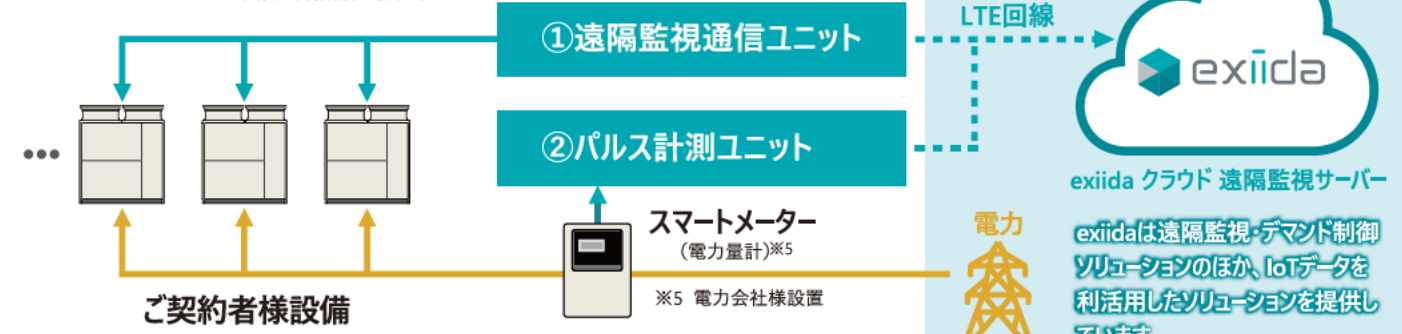 ①遠隔監視通信ユニット
LTE回線
exiida
②パルス計測ユニット
exiida クラウド 遠隔監視サーバー
スマートメーター
(電力量計)※5
※5 電力会社様設置
ご契約者様設備
電力
exiidaは遠隔監視・デマンド制御
ソリューションのほか、IoTデータを
利活用したソリューションを提供し
ています